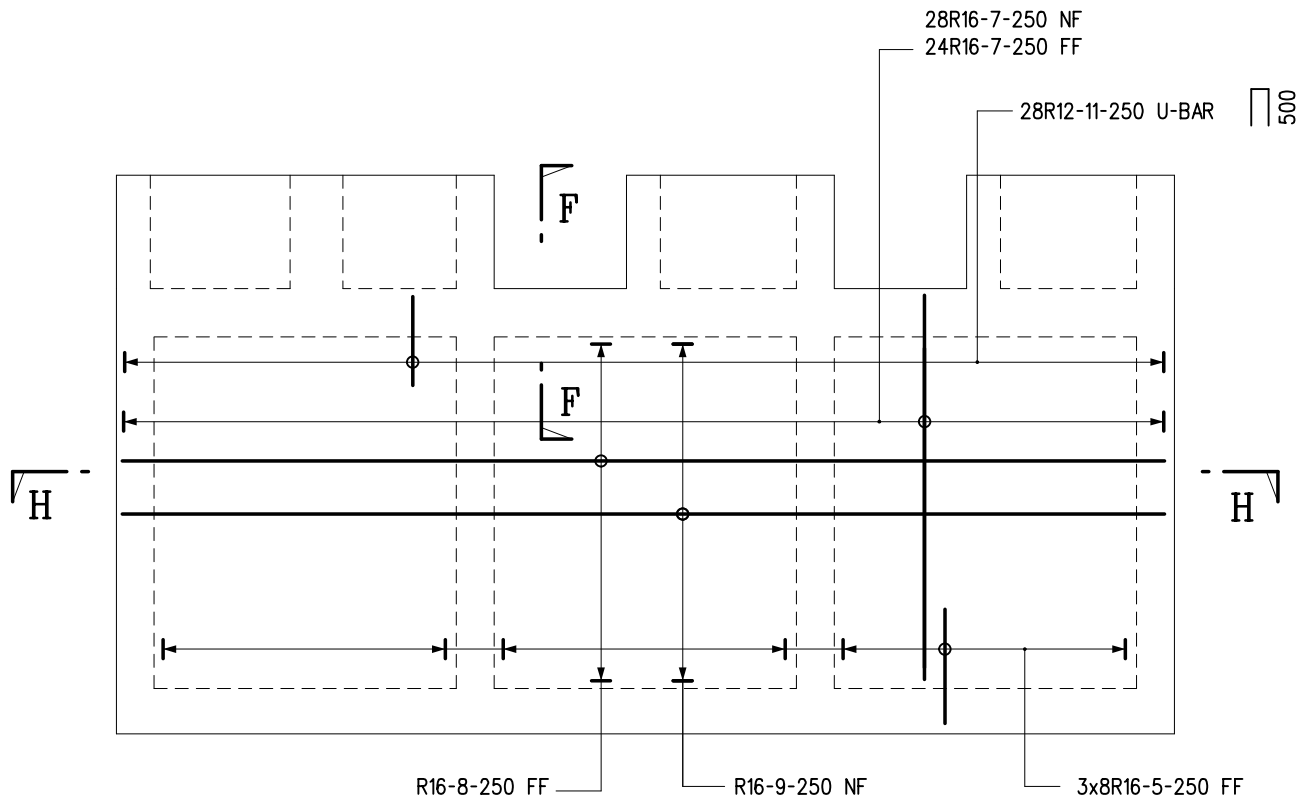 28R16-7-250 NF
24R16-7-250 FF
28R12-11-250 U-BAR
500
F
F
H
H
R16-8-250 FF
R16-9-250 NF
3x8R16-5-250 FF